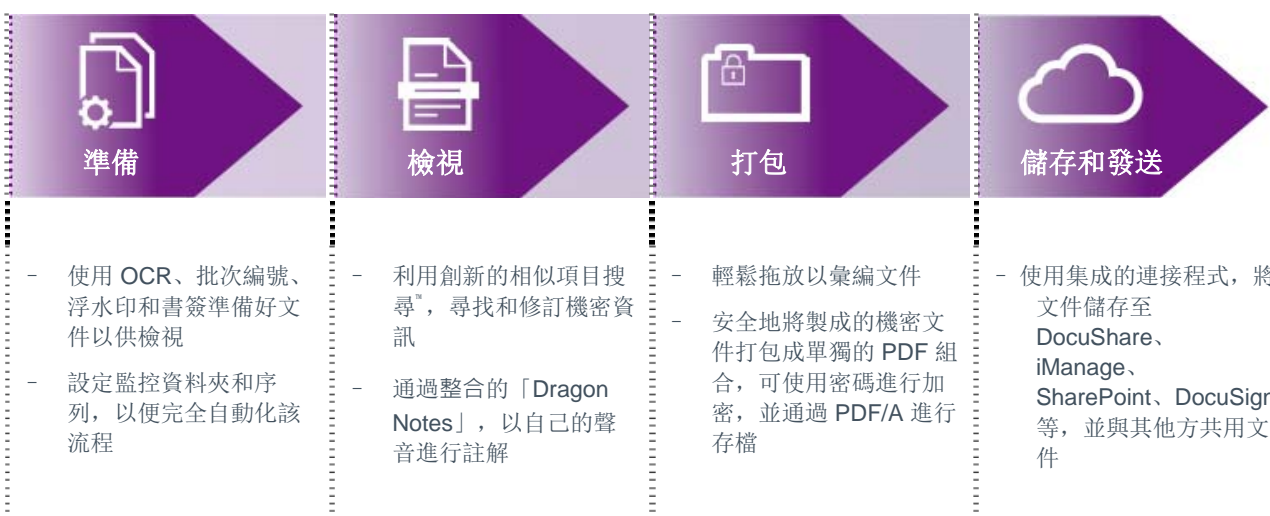 準備
檢視
打包
儲存和發送
– 使用 OCR、批次編號、
浮水印和書簽準備好文
件以供檢視
– 設定監控資料夾和序
列，以便完全自動化該
流程
– 利用創新的相似項目搜
尋™，尋找和修訂機密資
訊
– 通過整合的「Dragon
Notes」，以自己的聲
音進行註解
– 輕鬆拖放以彙編文件
– 安全地將製成的機密文
件打包成單獨的 PDF 組
合，可使用密碼進行加
密，並通過 PDF/A 進行
存檔
– 使用集成的連接程式，將
文件儲存至
DocuShare、
iManage、
SharePoint、DocuSign
等，並與其他方共用文
件